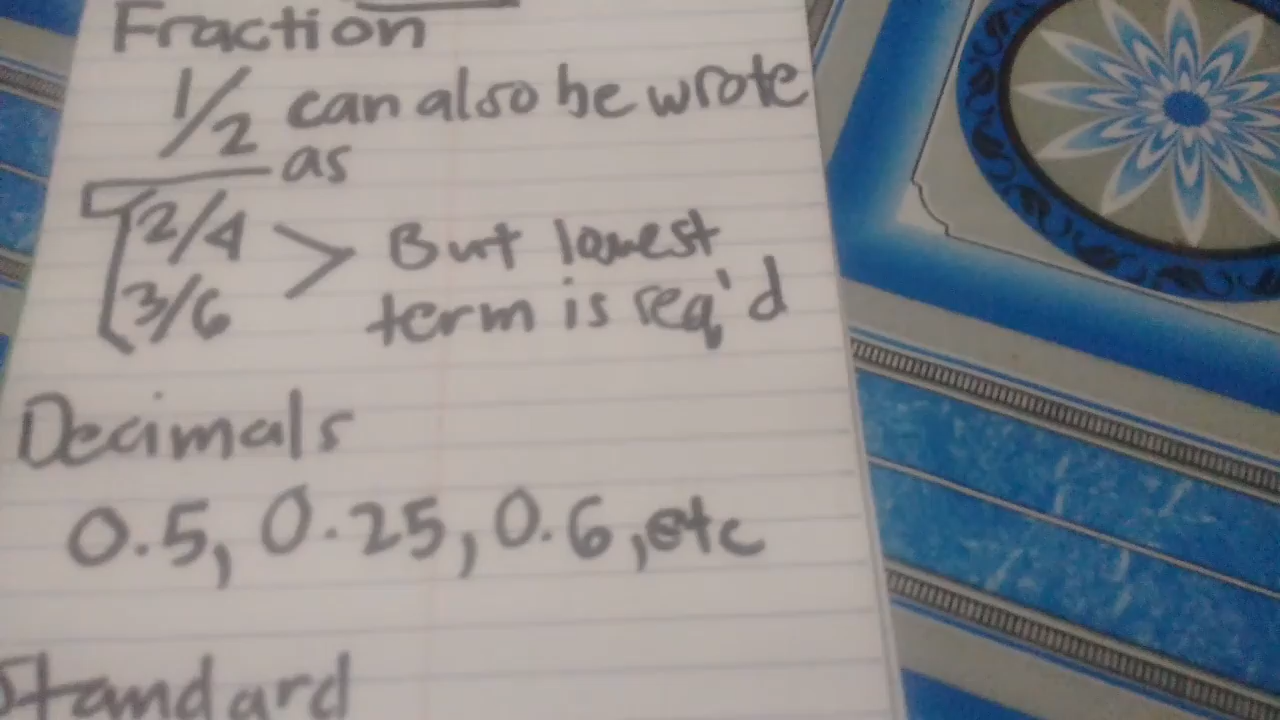 Fraction
1/2 can also be wrote
as
2/4 > But lowest
3/6 term is req'd
Decimals
0.5, 0.25, 0.6, etc
Standard